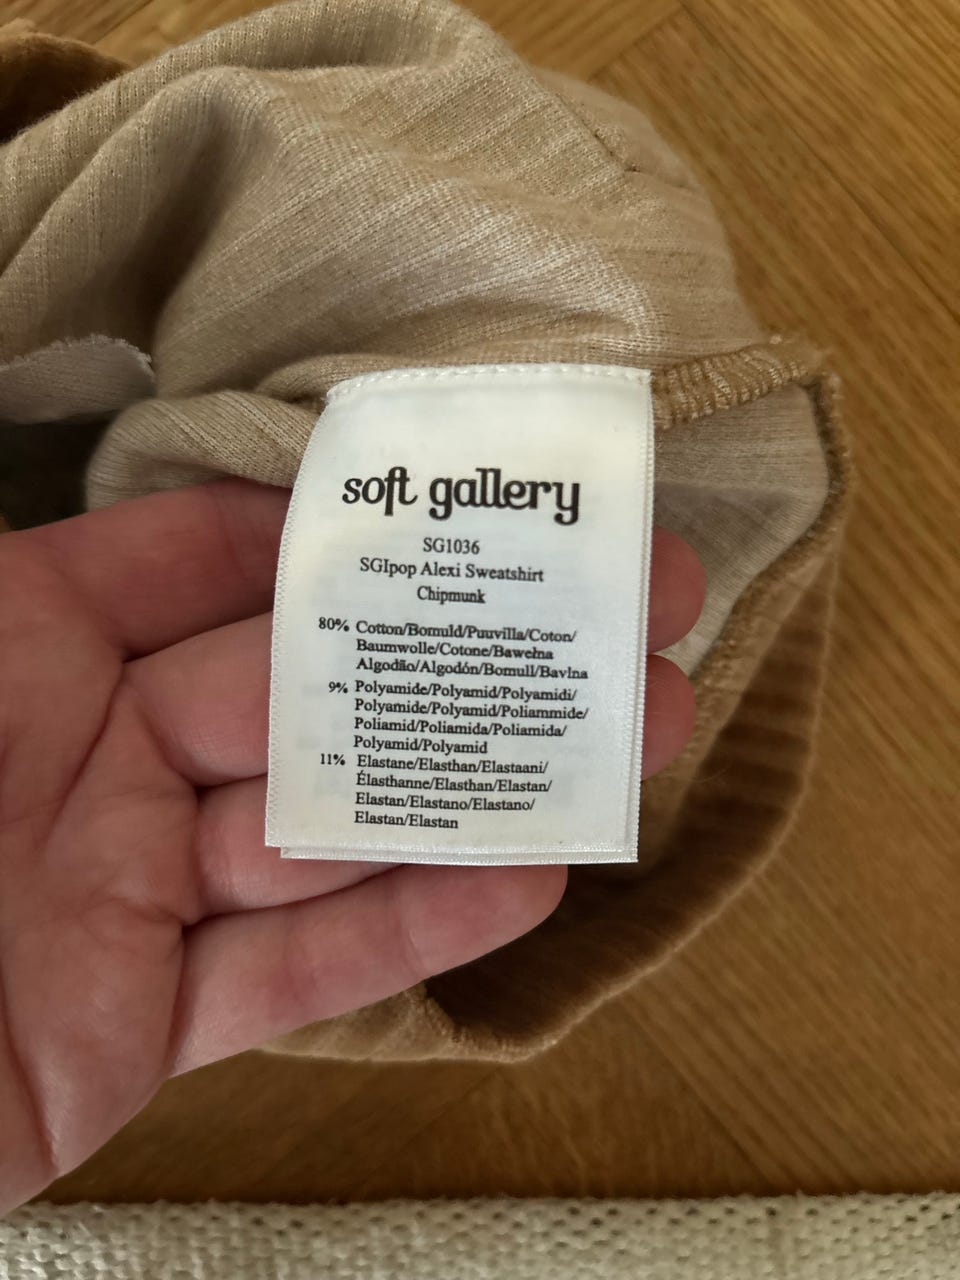 soft gallery
SG1036
SGIpop Alexi Sweatshirt
Chipmunk
80% Cotton/Bomuld/Puuvilla/Coton/
Baumwolle/Cotone/Bawełna
Algodão/Algodón/Bomull/Bavlna
9% Polyamide/Polyamid/Polyamidi/
Polyamide/Polyamid/Poliammide/
Poliamid/Poliamida/Poliamida/
Polyamid/Polyamid
11% Elastane/Elasthan/Elastaani/
Élasthanne/Elasthan/Elastan/
Elastan/Elastano/Elastano/
Elastan/Elastan